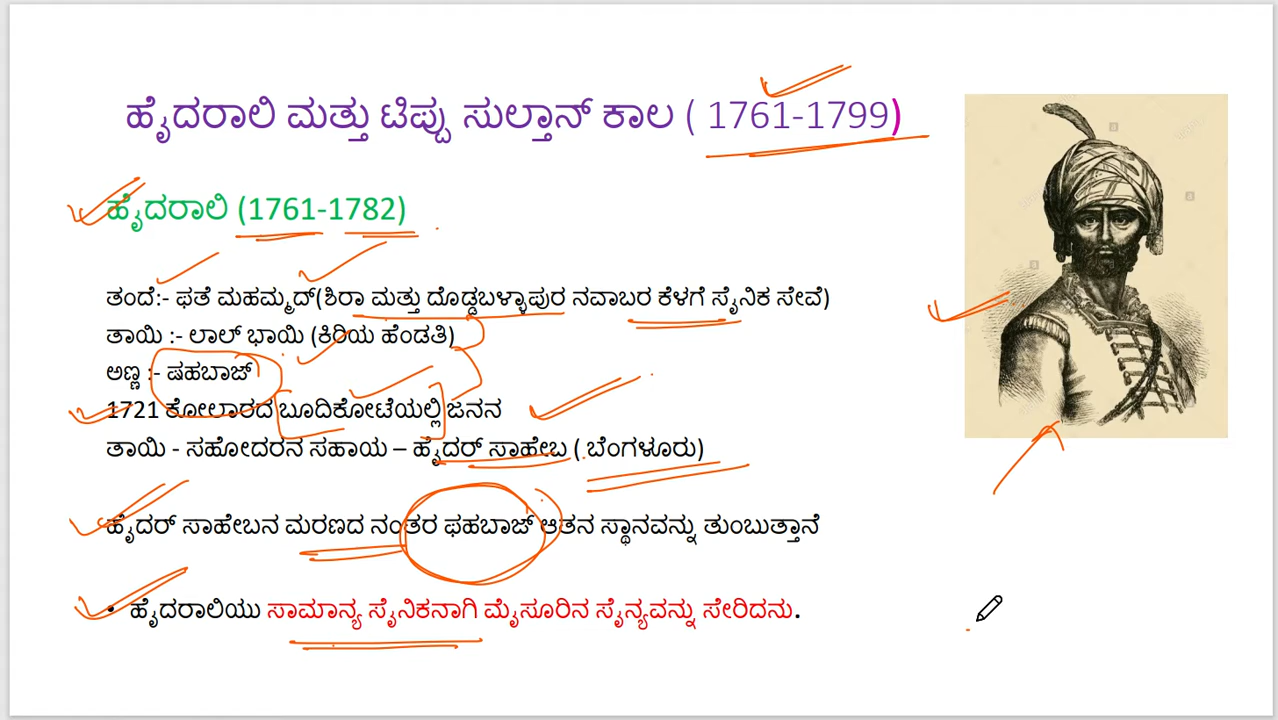 ಹೈದರಾಲಿ ಮತ್ತು ಟಿಪ್ಪು ಸುಲ್ತಾನ್ ಕಾಲ ( 1761-1799)
ಹೈದರಾಲಿ (1761-1782)
ತಂದೆ:- ಫತೆ ಮಹಮ್ಮದ್(ಶಿರಾ ಮತ್ತು ದೊಡ್ಡಬಳ್ಳಾಪುರ ನವಾಬರ ಕೆಳಗೆ ಸೈನಿಕ ಸೇವೆ)
ತಾಯಿ :- ಲಾಲ್ ಭಾಯಿ (ಕಿರಿಯ ಹೆಂಡತಿ)
ಅಣ್ಣ :- ಷಹಬಾಜ್
1721 ಕೋಲಾರದ ಬೂದಿಕೋಟೆಯಲ್ಲಿ ಜನನ
ತಾಯಿ - ಸಹೋದರನ ಸಹಾಯ – ಹೈದರ್ ಸಾಹೇಬ ( ಬೆಂಗಳೂರು)
ಹೈದರ್ ಸಾಹೇಬನ ಮರಣದ ನಂತರ ಫಹಬಾಜ್ ಆತನ ಸ್ಥಾನವನ್ನು ತುಂಬುತ್ತಾನೆ
• ಹೈದರಾಲಿಯು ಸಾಮಾನ್ಯ ಸೈನಿಕನಾಗಿ ಮೈಸೂರಿನ ಸೈನ್ಯವನ್ನು ಸೇರಿದನು.